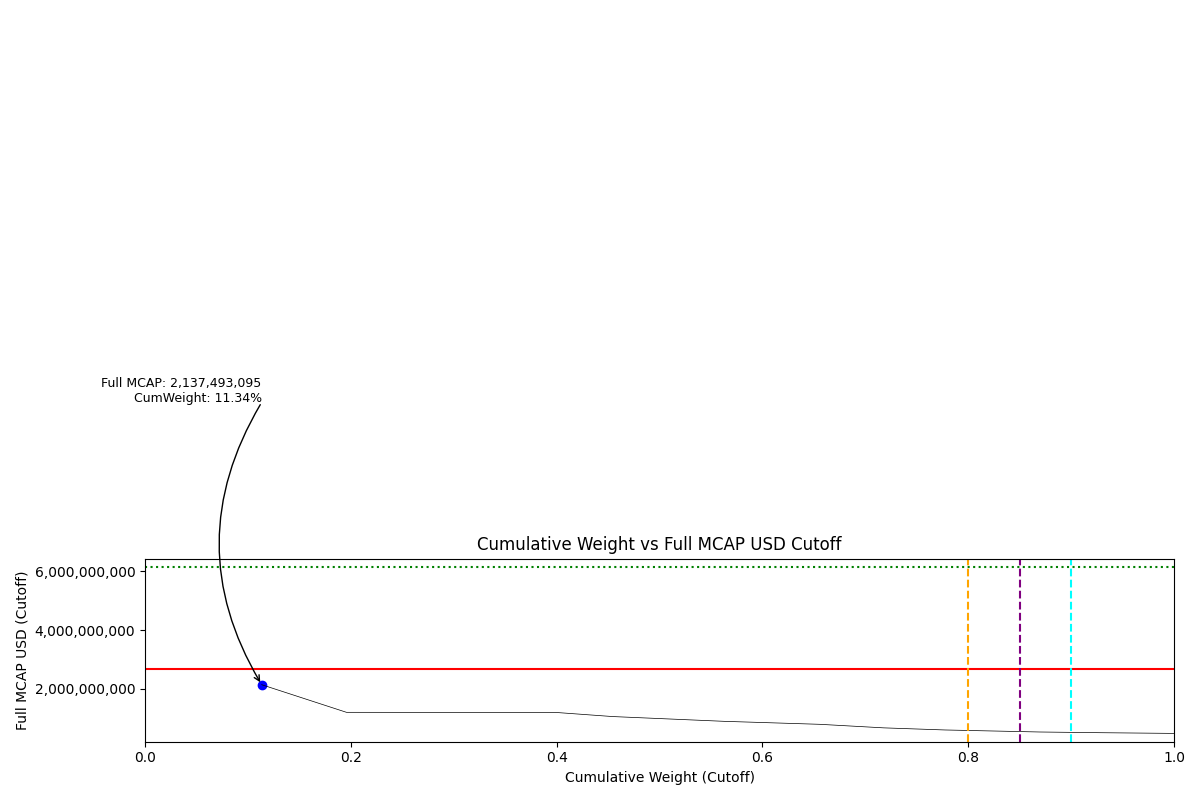 Full MCAP: 2,137,493,095
CumWeight: 11.34%
Cumulative Weight vs Full MCAP USD Cutoff
Full MCAP USD (Cutoff)
6,000,000,000
4,000,000,000
2,000,000,000
0.0 0.2 0.4 0.6 0.8 1.0
Cumulative Weight (Cutoff)